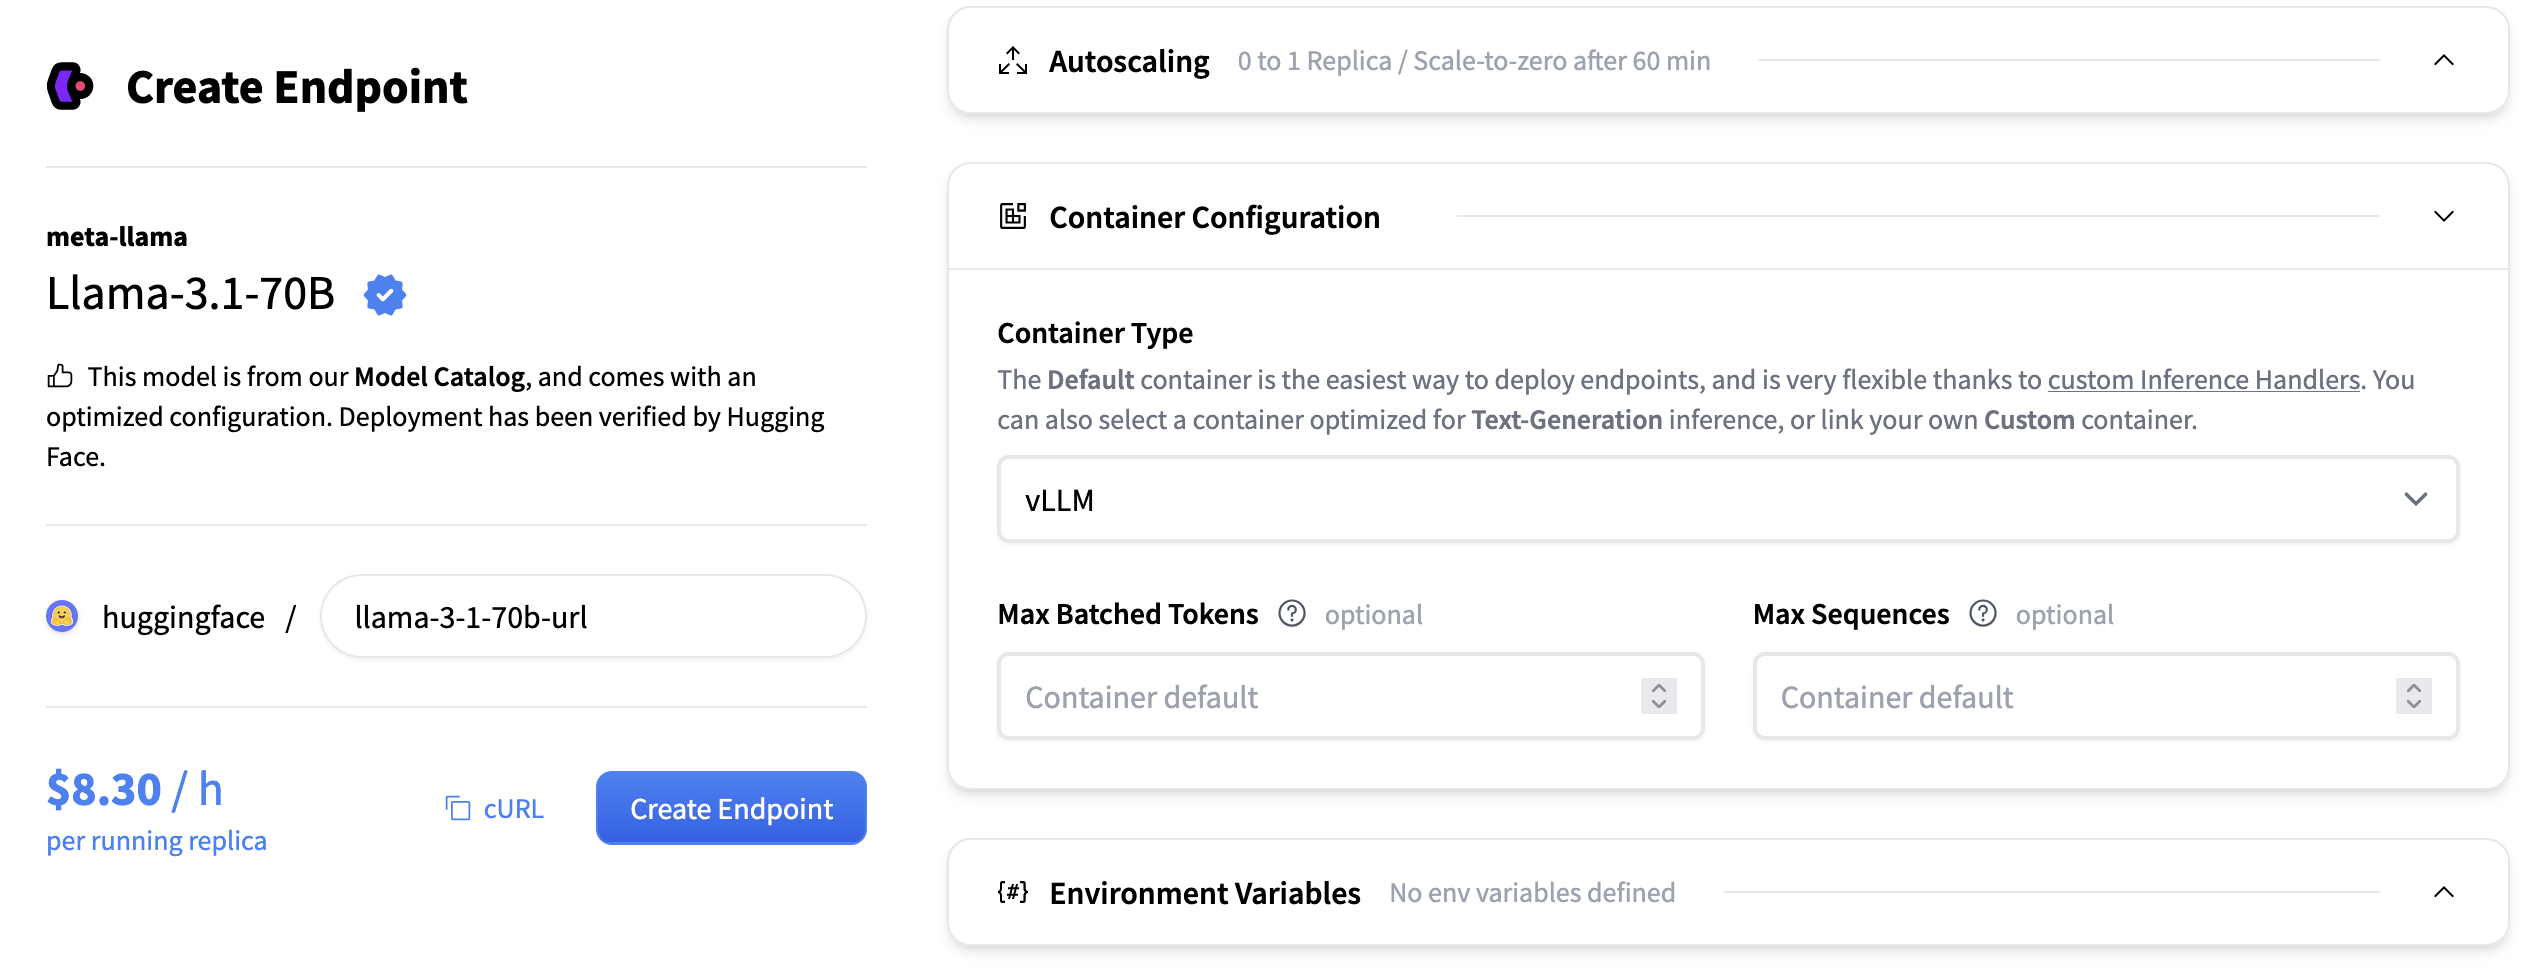 Create Endpoint
meta-llama
Llama-3.1-70B
This model is from our Model Catalog, and comes with an
optimized configuration. Deployment has been verified by Hugging
Face.
huggingface / llama-3-1-70b-url
$8.30 / h
per running replica
cURL
Create Endpoint
Autoscaling 0 to 1 Replica / Scale-to-zero after 60 min
Container Configuration
Container Type
The Default container is the easiest way to deploy endpoints, and is very flexible thanks to custom Inference Handlers. You
can also select a container optimized for Text-Generation inference, or link your own Custom container.
vLLM
Max Batched Tokens ? optional
Container default
Max Sequences ? optional
Container default
{#} Environment Variables No env variables defined